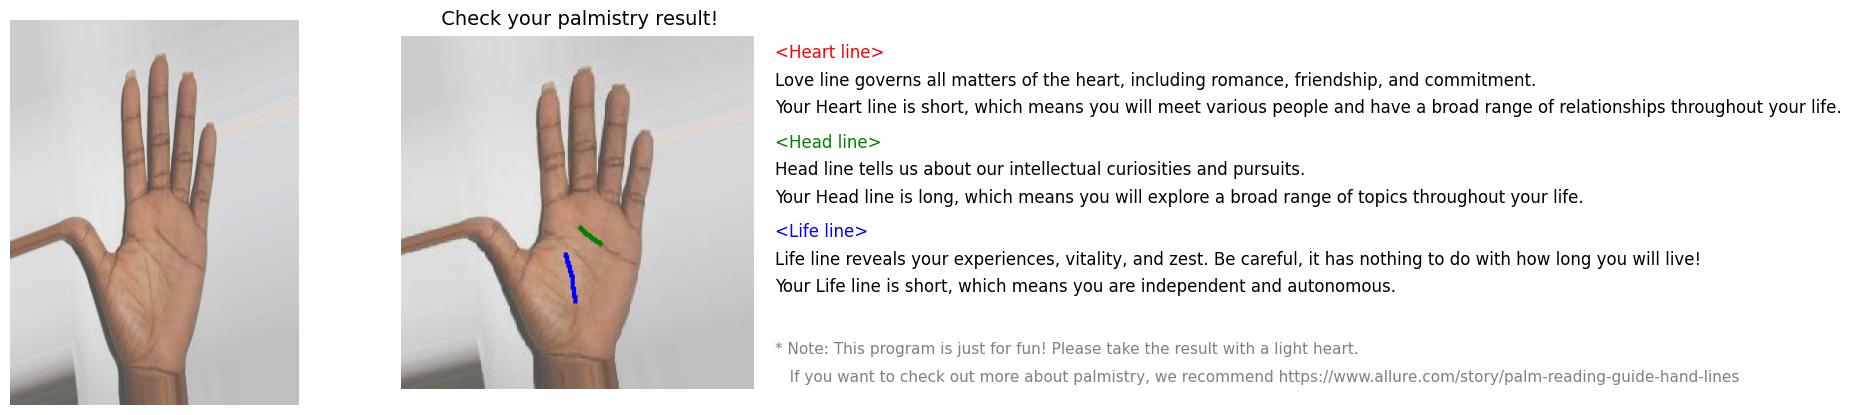 Check your palmistry result!
<Heart line>
Love line governs all matters of the heart, including romance, friendship, and commitment.
Your Heart line is short, which means you will meet various people and have a broad range of relationships throughout your life.
<Head line>
Head line tells us about our intellectual curiosities and pursuits.
Your Head line is long, which means you will explore a broad range of topics throughout your life.
<Life line>
Life line reveals your experiences, vitality, and zest. Be careful, it has nothing to do with how long you will live!
Your Life line is short, which means you are independent and autonomous.
* Note: This program is just for fun! Please take the result with a light heart.
If you want to check out more about palmistry, we recommend https://www.allure.com/story/palm-reading-guide-hand-lines